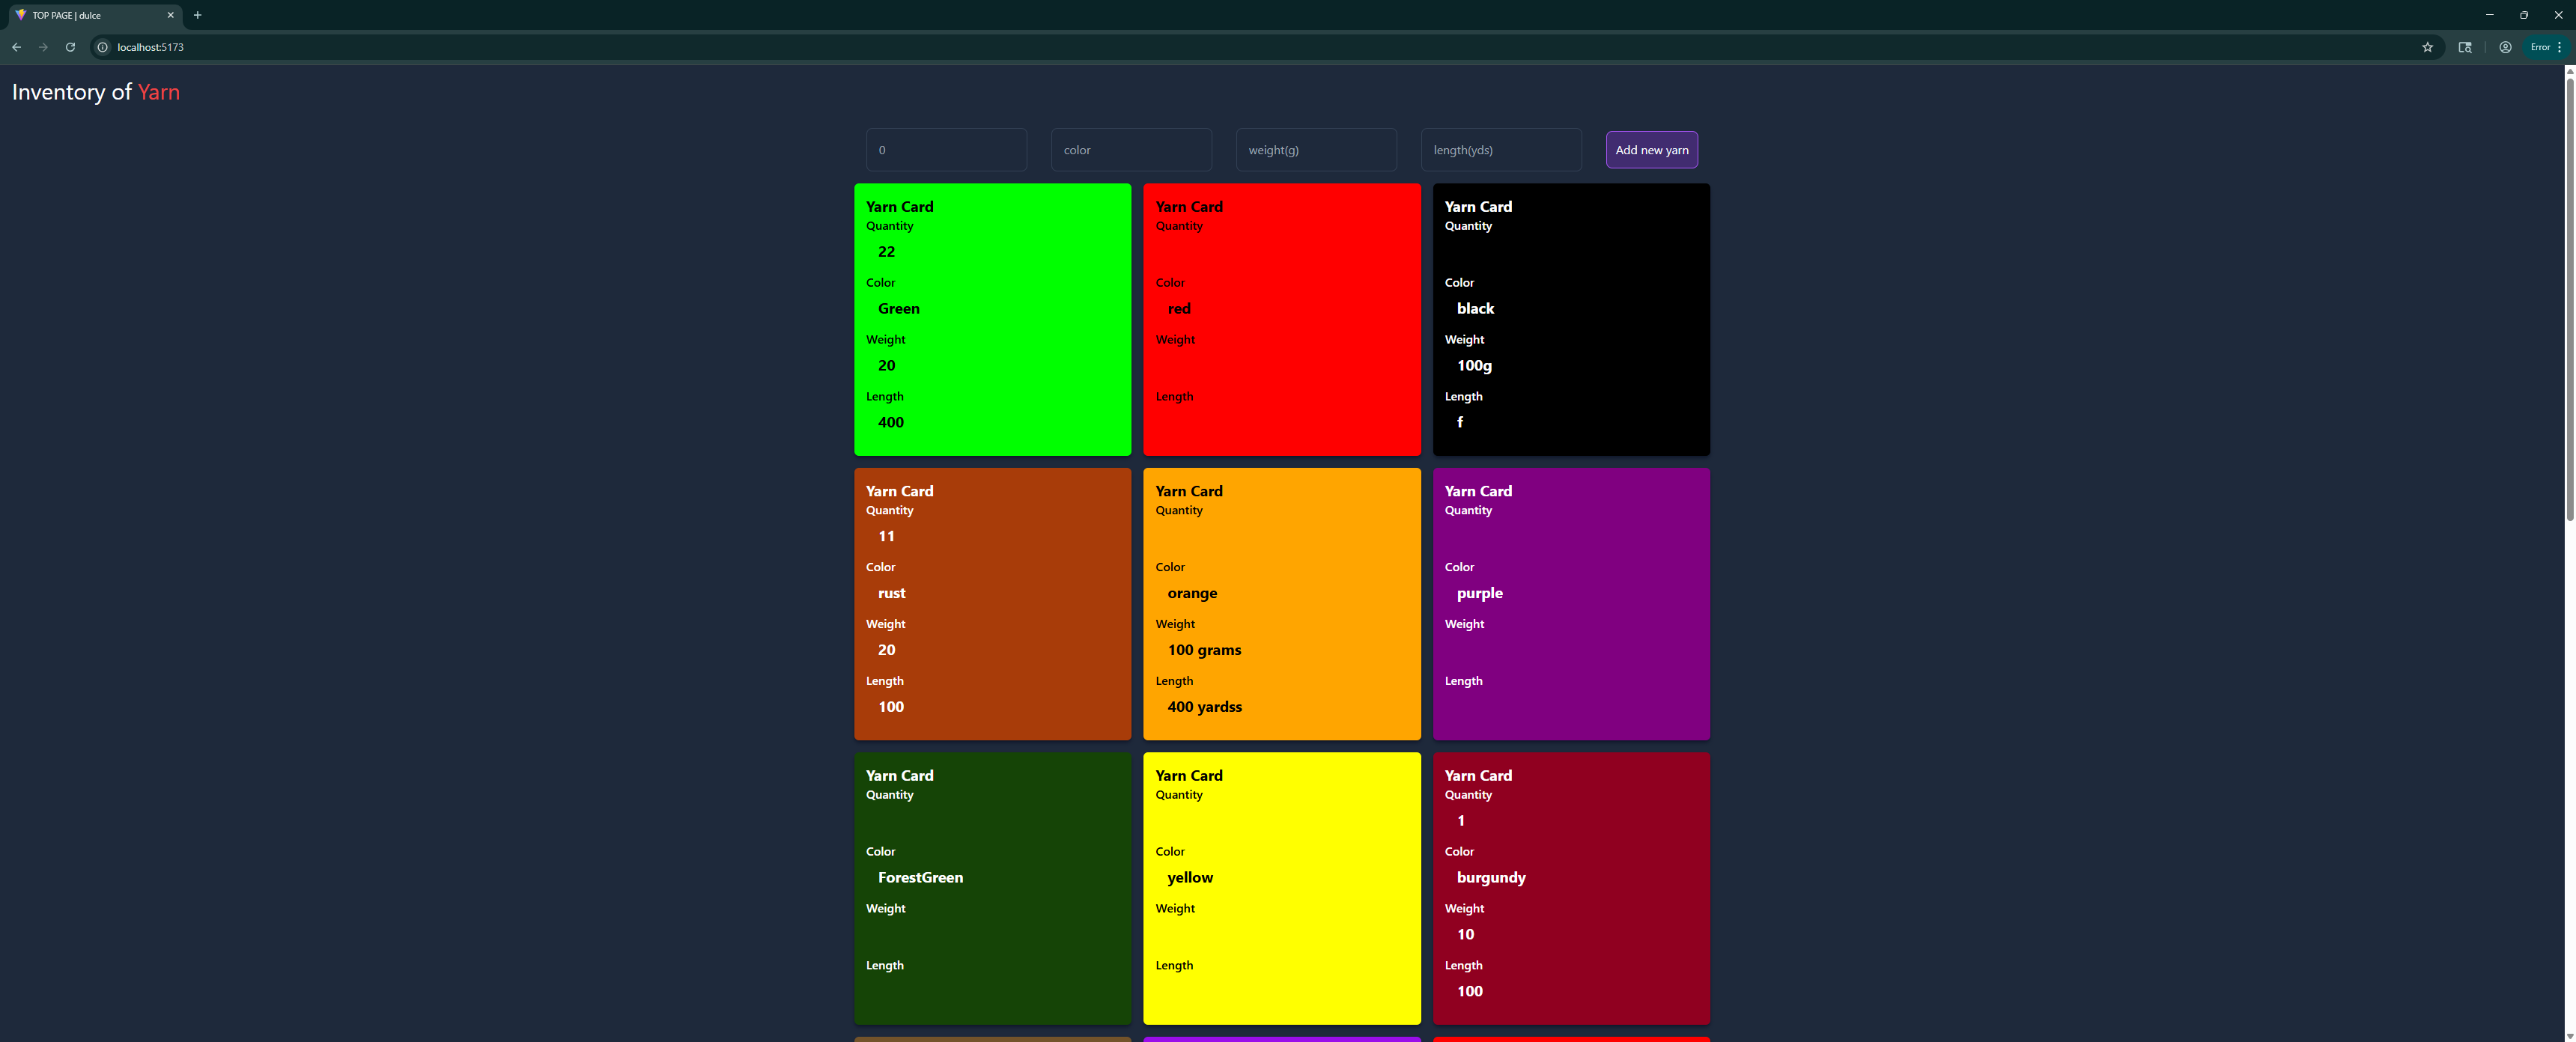 TOP PAGE | dulce
localhost:5173
Error
Inventory of Yarn
0
color
weight(g)
length(yds)
Add new yarn
Yarn Card
Quantity
22
Color
Green
Weight
20
Length
400
Yarn Card
Quantity
Color
red
Weight
Length
Yarn Card
Quantity
Color
black
Weight
100g
Length
f
Yarn Card
Quantity
11
Color
rust
Weight
20
Length
100
Yarn Card
Quantity
Color
orange
Weight
100 grams
Length
400 yardss
Yarn Card
Quantity
Color
purple
Weight
Length
Yarn Card
Quantity
Color
ForestGreen
Weight
Length
Yarn Card
Quantity
Color
yellow
Weight
Length
Yarn Card
Quantity
1
Color
burgundy
Weight
10
Length
100